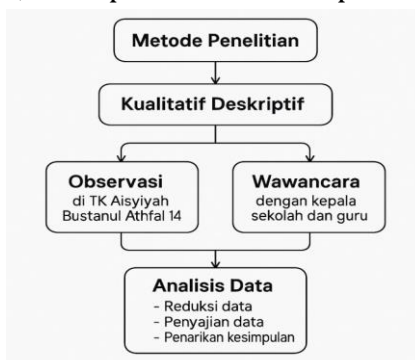 Metode Penelitian
Kualitatif Deskriptif
Observasi
di TK Aisyiyah
Bustanul Athfal 14
Wawancara
dengan kepala
sekolah dan guru
Analisis Data
- Reduksi data
- Penyajian data
- Penarikan kesimpulan